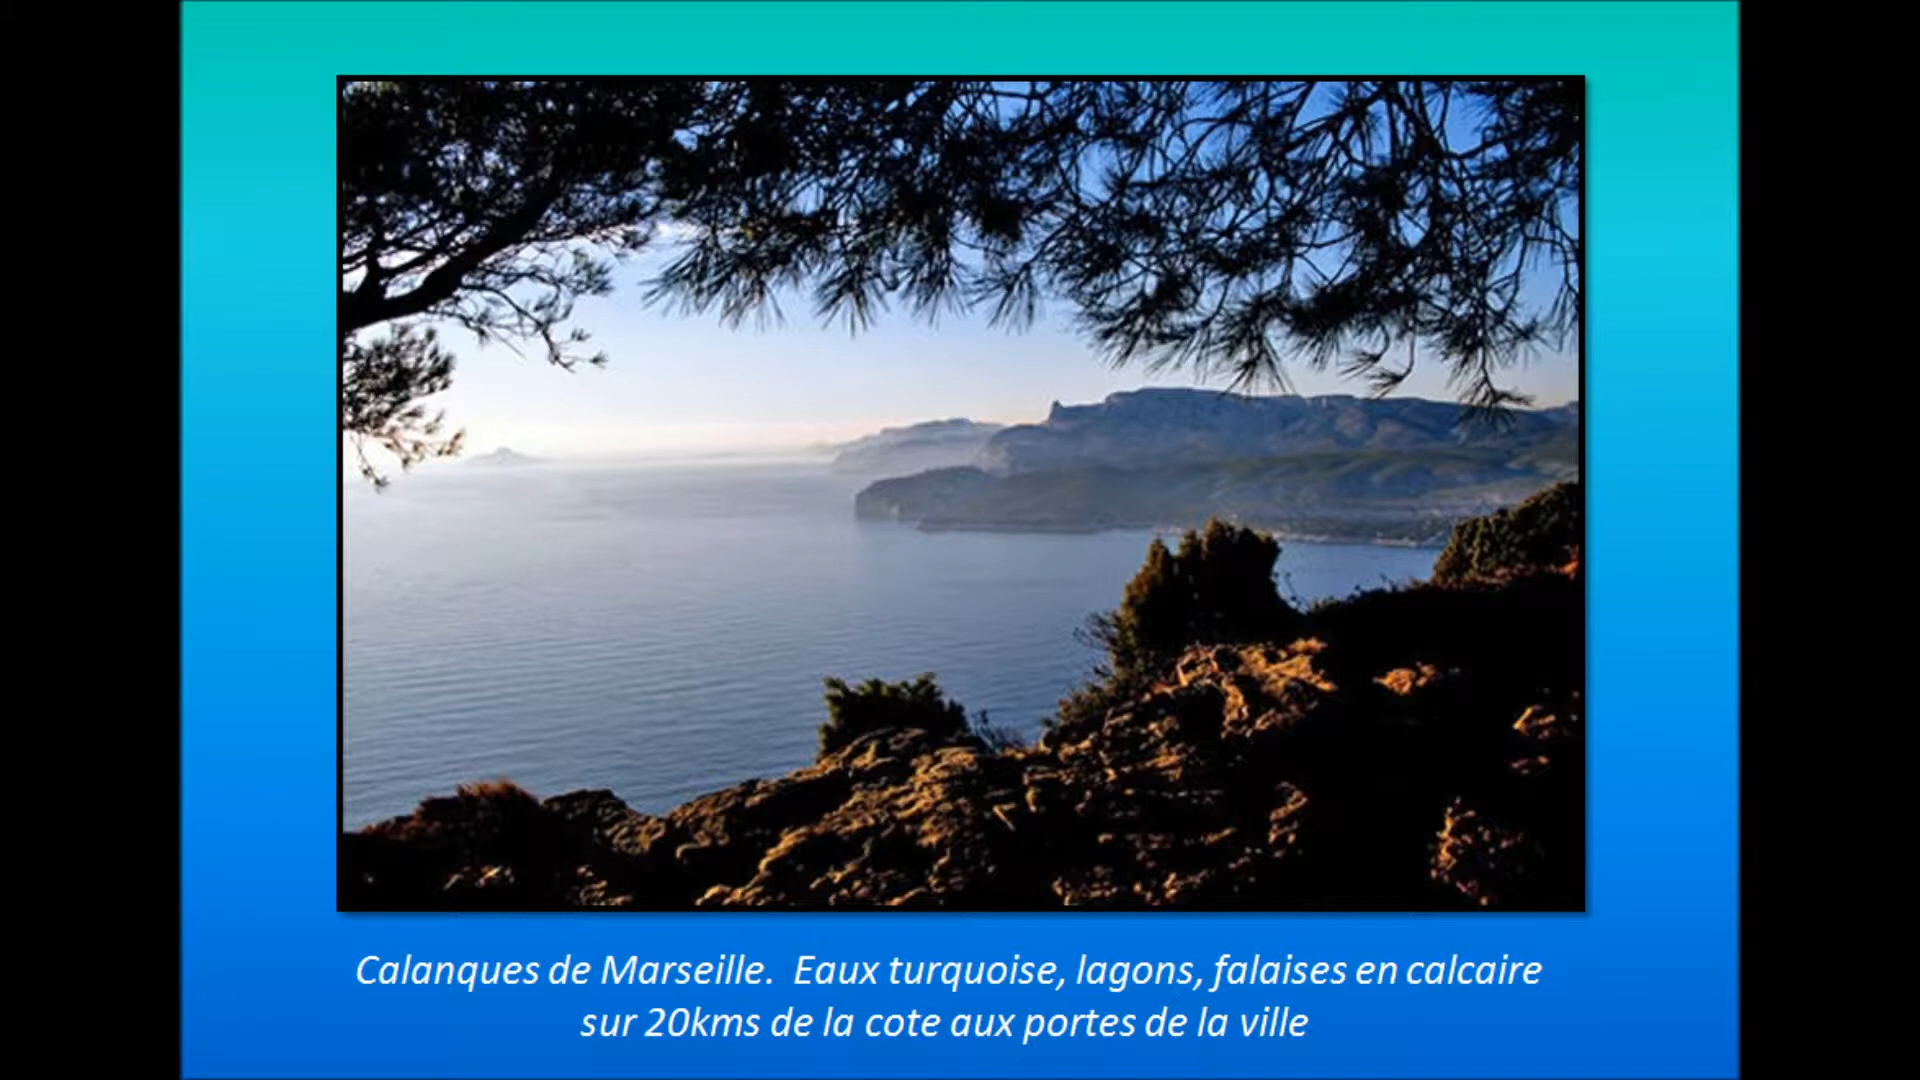 Calanques de Marseille.  Eaux turquoise, lagons, falaises en calcaire
sur 20kms de la cote aux portes de la ville